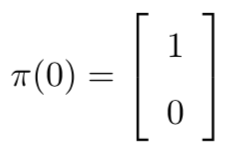 π(0) = [ 1
0 ]